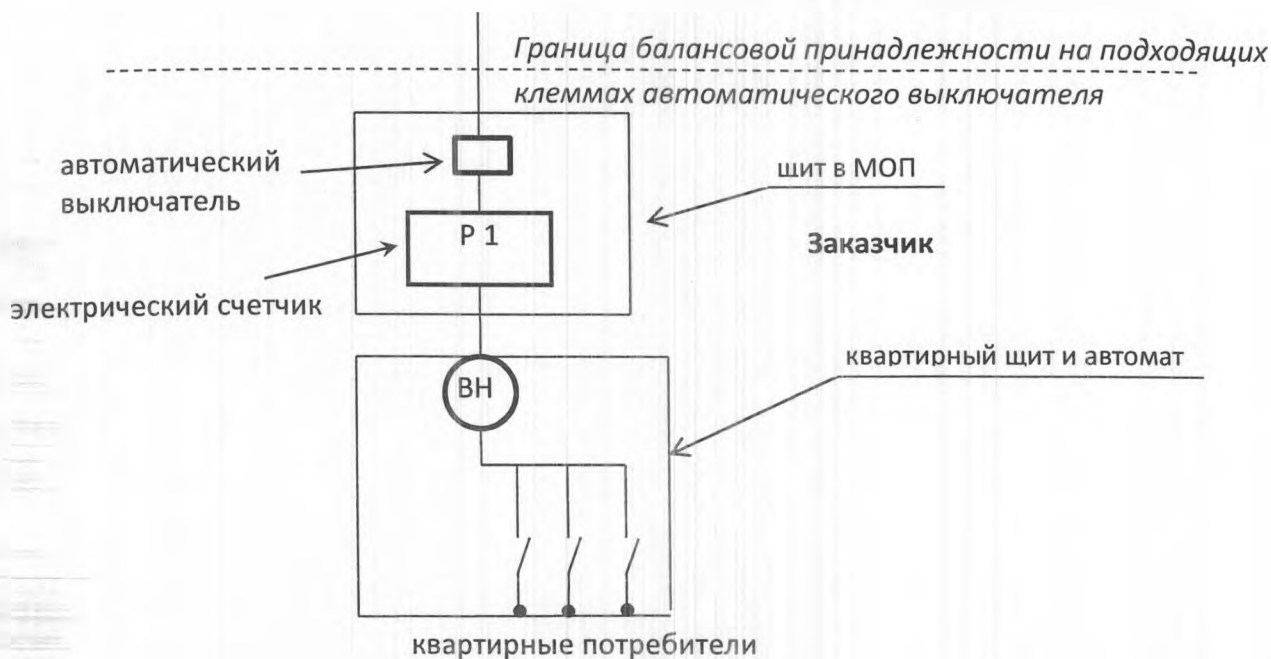 Граница балансовой принадлежности на подходящих
клеммах автоматического выключателя
автоматический
выключатель
щит в МОП
Р 1
Заказчик
электрический счетчик
квартирный щит и автомат
ВН
квартирные потребители